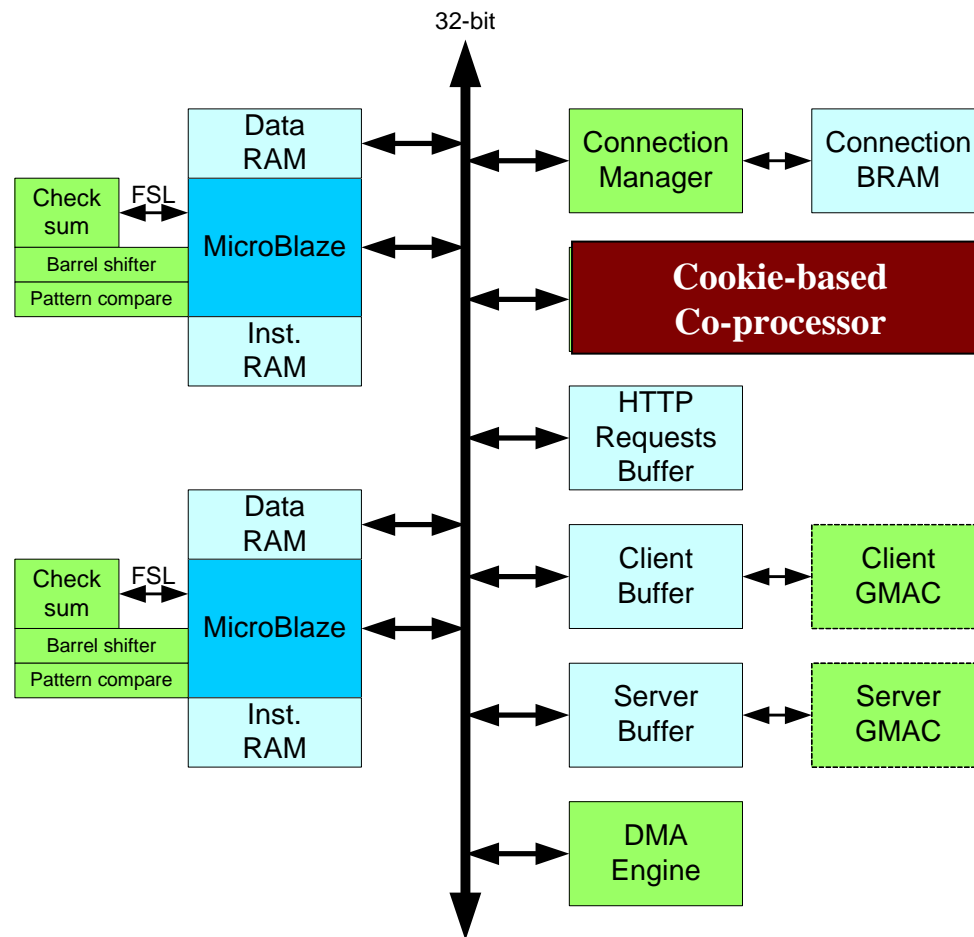 32-bit
Data
RAM
Check
sum
FSL
MicroBlaze
Barrel shifter
Pattern compare
Inst.
RAM
Data
RAM
Check
sum
FSL
MicroBlaze
Barrel shifter
Pattern compare
Inst.
RAM
Connection
Manager
Connection
BRAM
Cookie-based
Co-processor
HTTP
Requests
Buffer
Client
Buffer
Client
GMAC
Server
Buffer
Server
GMAC
DMA
Engine